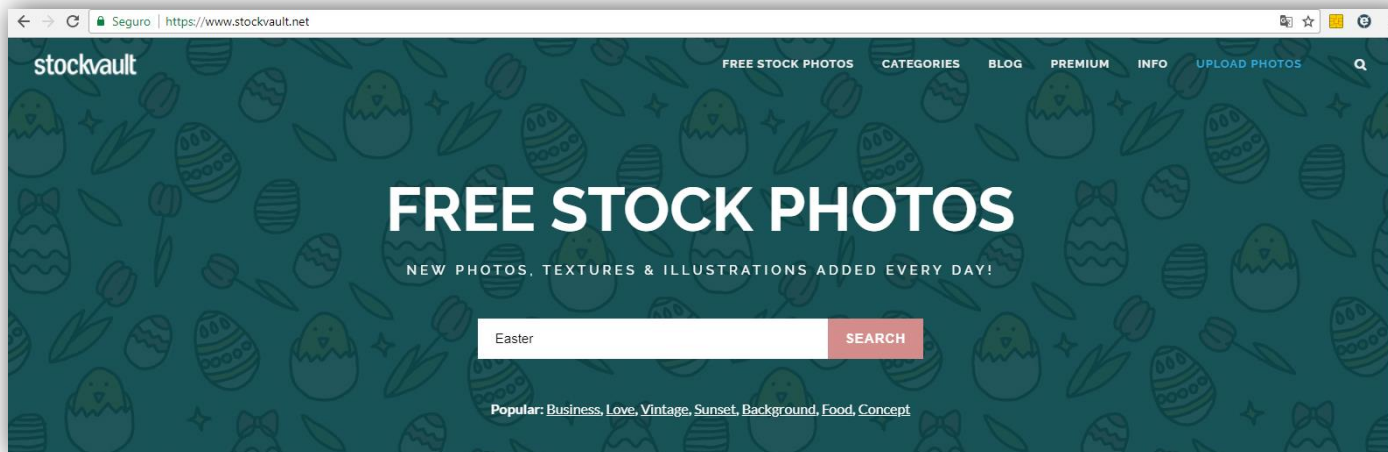 Seguro | https://www.stockvault.net
stockvault
FREE STOCK PHOTOS CATEGORIES BLOG PREMIUM INFO UPLOAD PHOTOS
FREE STOCK PHOTOS
NEW PHOTOS, TEXTURES & ILLUSTRATIONS ADDED EVERY DAY!
Easter SEARCH
Popular: Business, Love, Vintage, Sunset, Background, Food, Concept